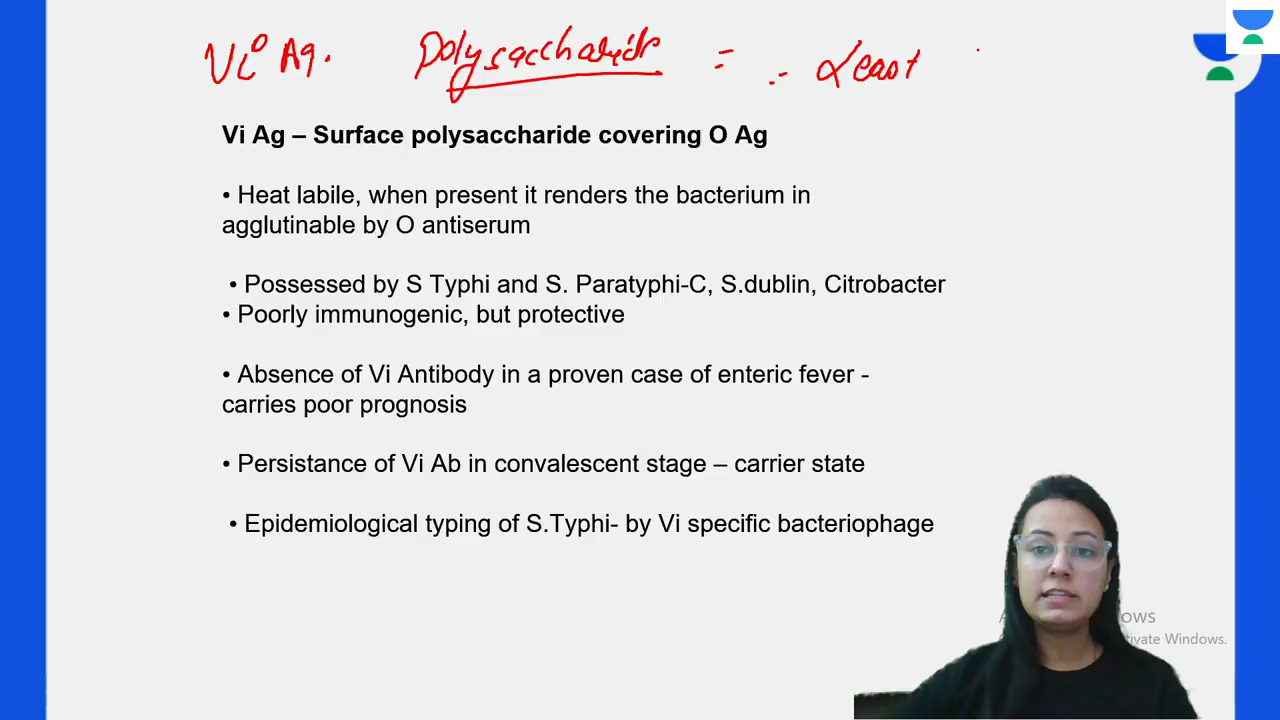 Vi Ag. Polysaccharide = ∴ Least
Vi Ag – Surface polysaccharide covering O Ag
• Heat labile, when present it renders the bacterium in
agglutinable by O antiserum
• Possessed by S Typhi and S. Paratyphi-C, S.dublin, Citrobacter
• Poorly immunogenic, but protective
• Absence of Vi Antibody in a proven case of enteric fever -
carries poor prognosis
• Persistance of Vi Ab in convalescent stage – carrier state
• Epidemiological typing of S.Typhi- by Vi specific bacteriophage